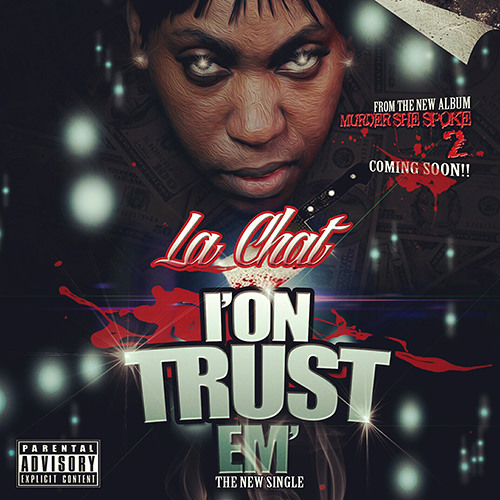 FROM THE NEW ALBUM
MURDER SHE SPOKE
2
COMING SOON!!
La Chat
I'ON
TRUST
EM'
THE NEW SINGLE
PARENTAL
ADVISORY
EXPLICIT CONTENT